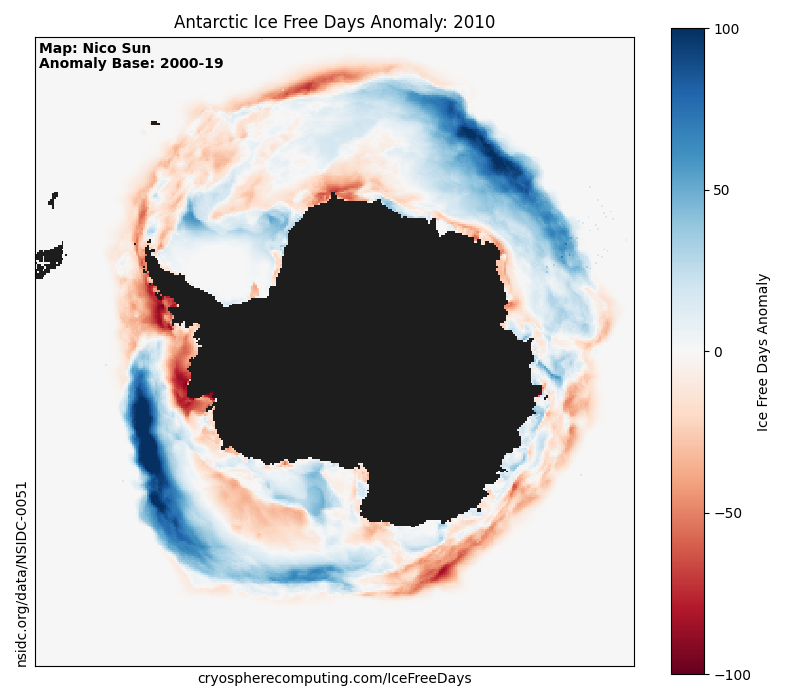 Antarctic Ice Free Days Anomaly: 2010
Map: Nico Sun
Anomaly Base: 2000-19
100
50
0
−50
−100
Ice Free Days Anomaly
nsidc.org/data/NSIDC-0051
cryospherecomputing.com/IceFreeDays